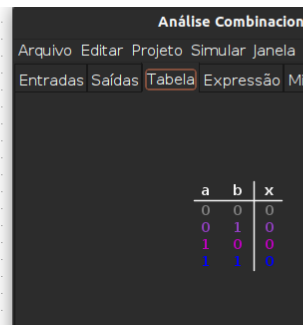 Análise Combinacion
Arquivo Editar Projeto Simular Janela
Entradas Saídas Tabela Expressão Mi
a b x
0 0 0
0 1 0
1 0 0
1 1 0